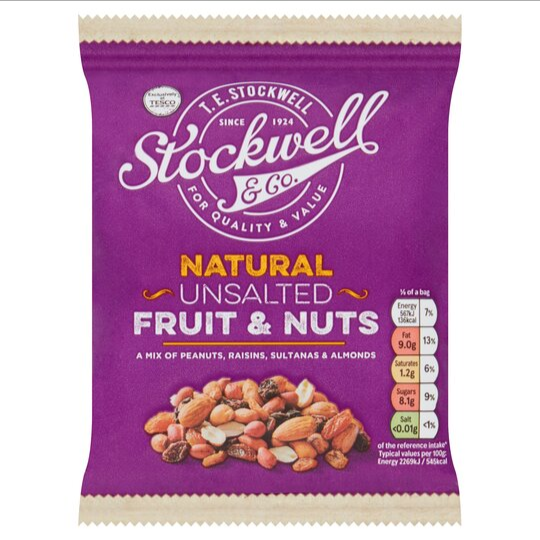 Exclusively
at
TESCO
T. E. STOCKWELL
SINCE 1924
Stockwell
& Co.
FOR QUALITY & VALUE
NATURAL
UNSALTED
FRUIT & NUTS
A MIX OF PEANUTS, RAISINS, SULTANAS & ALMONDS
¼ of a bag
Energy
567kJ
136kcal
7%
Fat
9.0g
13%
Saturates
1.2g
6%
Sugars
8.1g
9%
Salt
<0.01g
<1%
of the reference intake*
Typical values per 100g:
Energy 2269kJ / 545kcal